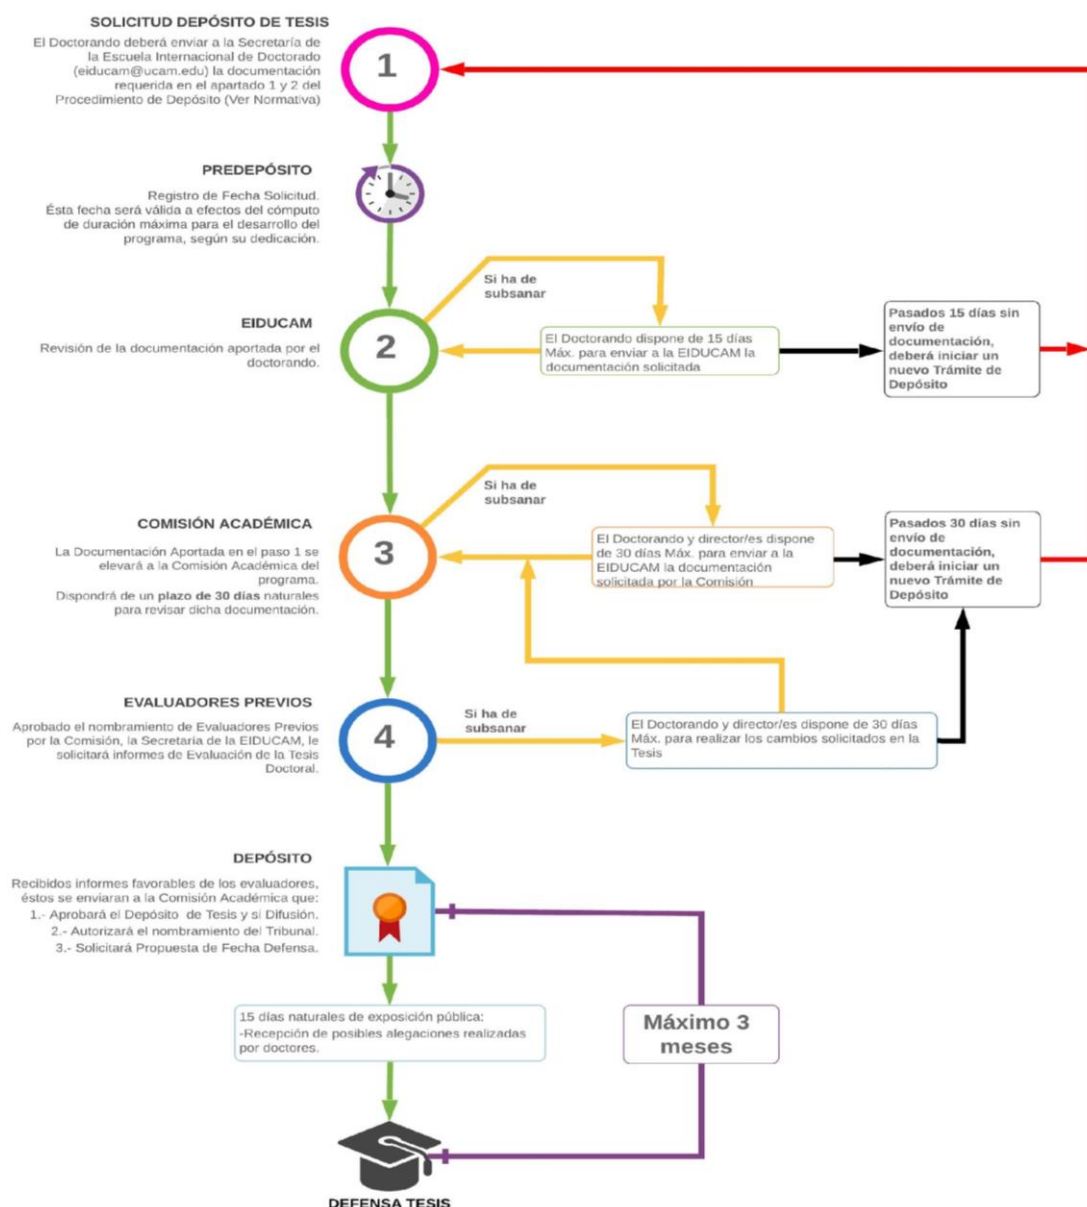 SOLICITUD DEPÓSITO DE TESIS
El Doctorando deberá enviar a la Secretaría de
la Escuela Internacional de Doctorado
(eiducam@ucam.edu) la documentación
requerida en el apartado 1 y 2 del
Procedimiento de Depósito (Ver Normativa)
1
PREDEPÓSITO
Registro de Fecha Solicitud.
Ésta fecha será válida a efectos del cómputo
de duración máxima para el desarrollo del
programa, según su dedicación.
Si ha de
subsanar
EIDUCAM
Revisión de la documentación aportada por el
doctorando.
2
El Doctorando dispone de 15 días
Máx. para enviar a la EIDUCAM la
documentación solicitada
Pasados 15 días sin
envío de
documentación,
deberá iniciar un
nuevo Trámite de
Depósito
Si ha de
subsanar
COMISIÓN ACADÉMICA
La Documentación Aportada en el paso 1 se
elevará a la Comisión Académica del
programa.
Dispondrá de un plazo de 30 días naturales
para revisar dicha documentación.
3
El Doctorando y director/es dispone
de 30 días Máx. para enviar a la
EIDUCAM la documentación
solicitada por la Comisión
Pasados 30 días sin
envío de
documentación,
deberá iniciar un
nuevo Trámite de
Depósito
EVALUADORES PREVIOS
Aprobado el nombramiento de Evaluadores Previos
por la Comisión, la Secretaria de la EIDUCAM, le
solicitará informes de Evaluación de la Tesis
Doctoral.
4
Si ha de
subsanar
El Doctorando y director/es dispone de 30 días
Máx. para realizar los cambios solicitados en la
Tesis
DEPÓSITO
Recibidos informes favorables de los evaluadores,
éstos se enviaran a la Comisión Académica que:
1.- Aprobará el Depósito de Tesis y si Difusión.
2.- Autorizará el nombramiento del Tribunal.
3.- Solicitará Propuesta de Fecha Defensa.
15 días naturales de exposición pública:
-Recepción de posibles alegaciones realizadas
por doctores.
Máximo 3
meses
DEFENSA TESIS